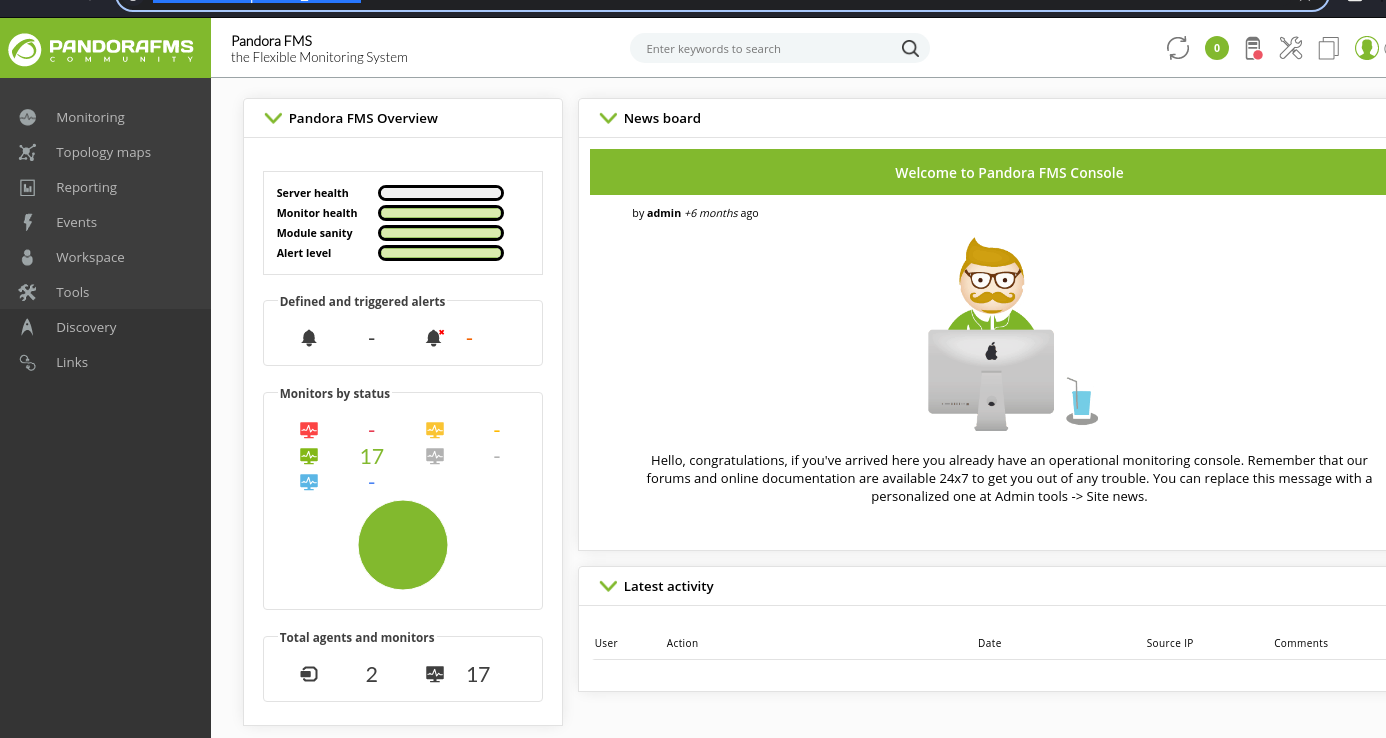 PANDORAFMS
COMMUNITY
Pandora FMS
the Flexible Monitoring System
Enter keywords to search
0
Monitoring
Topology maps
Reporting
Events
Workspace
Tools
Discovery
Links
Pandora FMS Overview
Server health
Monitor health
Module sanity
Alert level
Defined and triggered alerts
- -
Monitors by status
- -
17 -
-
Total agents and monitors
2 17
News board
Welcome to Pandora FMS Console
by admin +6 months ago
Hello, congratulations, if you've arrived here you already have an operational monitoring console. Remember that our
forums and online documentation are available 24x7 to get you out of any trouble. You can replace this message with a
personalized one at Admin tools -> Site news.
Latest activity
User Action Date Source IP Comments